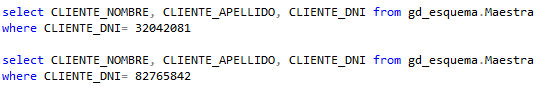 select CLIENTE_NOMBRE, CLIENTE_APELLIDO, CLIENTE_DNI from gd_esquema.Maestra
where CLIENTE_DNI= 32042081
select CLIENTE_NOMBRE, CLIENTE_APELLIDO, CLIENTE_DNI from gd_esquema.Maestra
where CLIENTE_DNI= 82765842